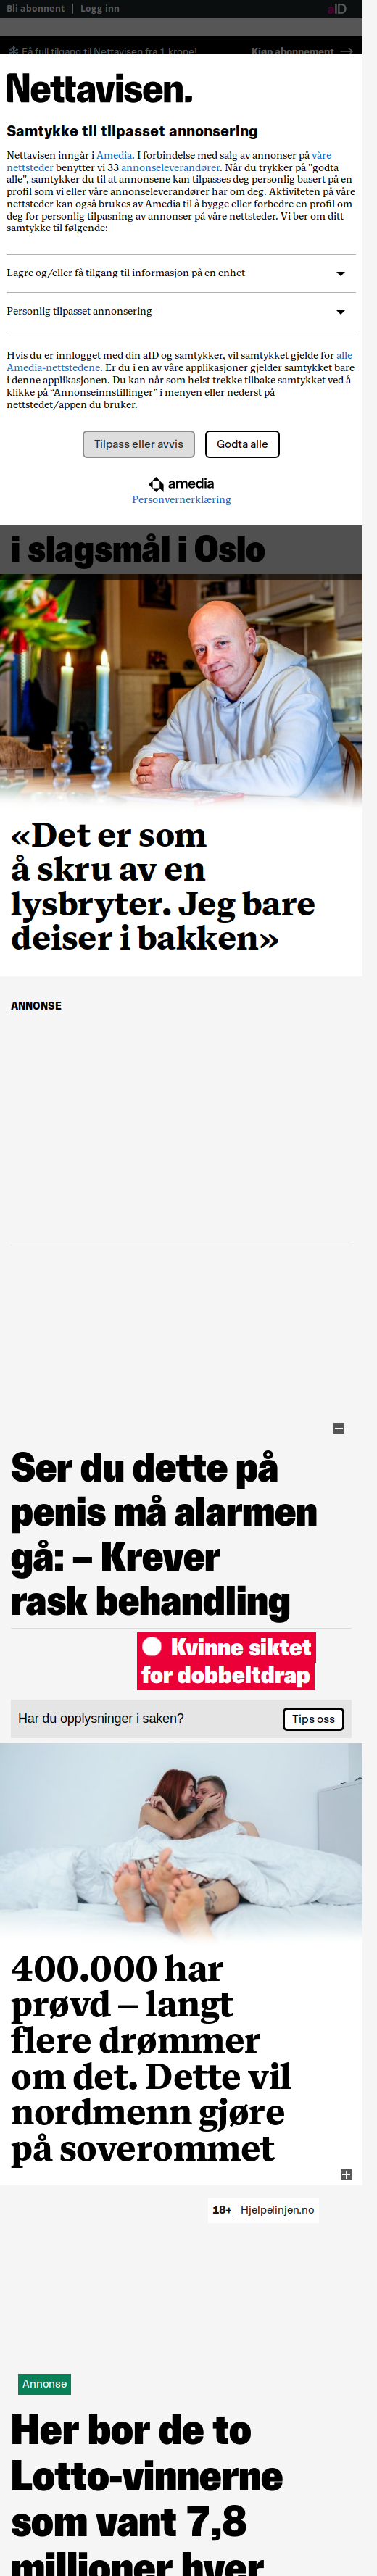 Bli abonnent | Logg inn
aID
Få full tilgang til Nettavisen fra 1 krone!
Kjøp abonnement
Nettavisen.
Samtykke til tilpasset annonsering
Nettavisen inngår i Amedia. I forbindelse med salg av annonser på våre
nettsteder benytter vi 33 annonseleverandører. Når du trykker på "godta
alle", samtykker du til at annonsene kan tilpasses deg personlig basert på en
profil som vi eller våre annonseleverandører har om deg. Aktiviteten på våre
nettsteder kan også brukes av Amedia til å bygge eller forbedre en profil om
deg for personlig tilpasning av annonser på våre nettsteder. Vi ber om ditt
samtykke til følgende:
Lagre og/eller få tilgang til informasjon på en enhet
Personlig tilpasset annonsering
Hvis du er innlogget med din aID og samtykker, vil samtykket gjelde for alle
Amedia-nettstedene. Er du i en av våre applikasjoner gjelder samtykket bare
i denne applikasjonen. Du kan når som helst trekke tilbake samtykket ved å
klikke på “Annonseinnstillinger” i menyen eller nederst på
nettstedet/appen du bruker.
Tilpass eller avvis
Godta alle
amedia
Personvernerklæring
i slagsmål i Oslo
«Det er som
å skru av en
lysbryter. Jeg bare
deiser i bakken»
ANNONSE
Ser du dette på
penis må alarmen
gå: – Krever
rask behandling
Kvinne siktet
for dobbeltdrap
Har du opplysninger i saken?
Tips oss
400.000 har
prøvd – langt
flere drømmer
om det. Dette vil
nordmenn gjøre
på soverommet
18+ | Hjelpelinjen.no
Annonse
Her bor de to
Lotto-vinnerne
som vant 7,8
millioner hver